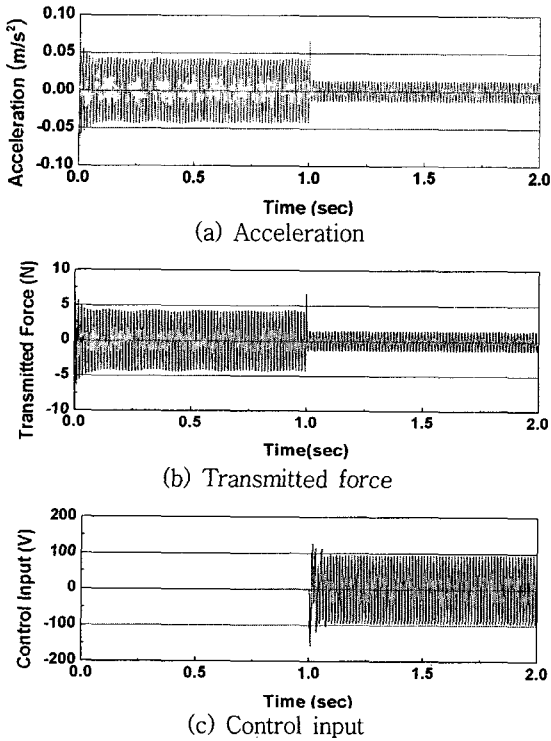 Acceleration (m/s²)
0.10
0.05
0.00
-0.05
-0.10
0.0 0.5 1.0 1.5 2.0
Time (sec)
(a) Acceleration
Transmitted Force (N)
10
5
0
-5
-10
0.0 0.5 1.0 1.5 2.0
Time(sec)
(b) Transmitted force
Control Input (V)
200
100
0
-100
-200
0.0 0.5 1.0 1.5 2.0
Time (sec)
(c) Control input